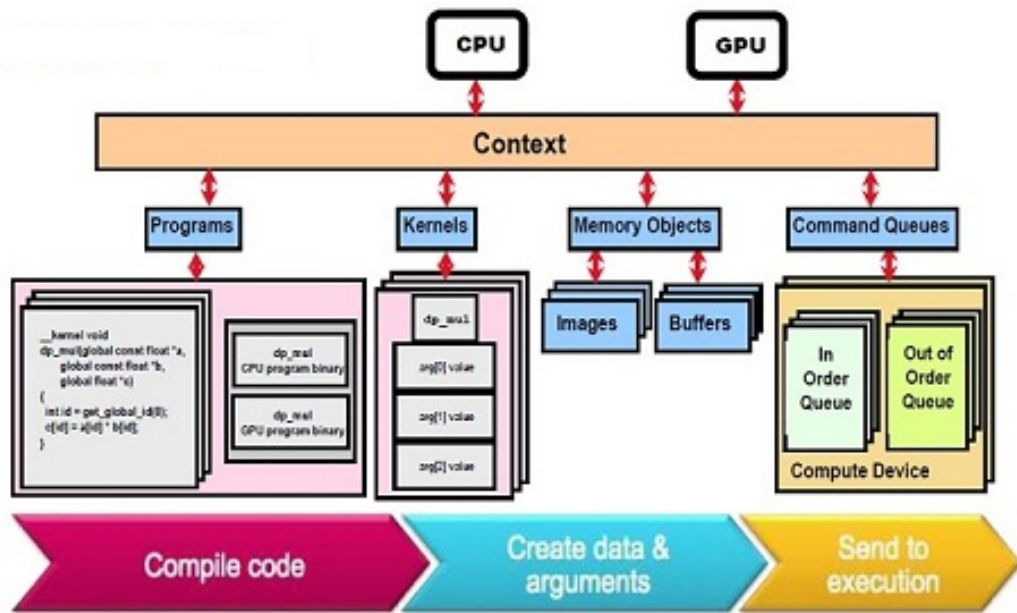 CPU
GPU
Context
Programs
Kernels
Memory Objects
Command Queues
__kernel void
dp_mul(global const float *a,
global const float *b,
global float *c)
{
int id = get_global_id(0);
c[id] = a[id] * b[id];
}
dp_mul
CPU program binary
dp_mul
GPU program binary
dp_mul
arg[0] value
arg[1] value
arg[2] value
Images
Buffers
In
Order
Queue
Out of
Order
Queue
Compute Device
Compile code
Create data &
arguments
Send to
execution